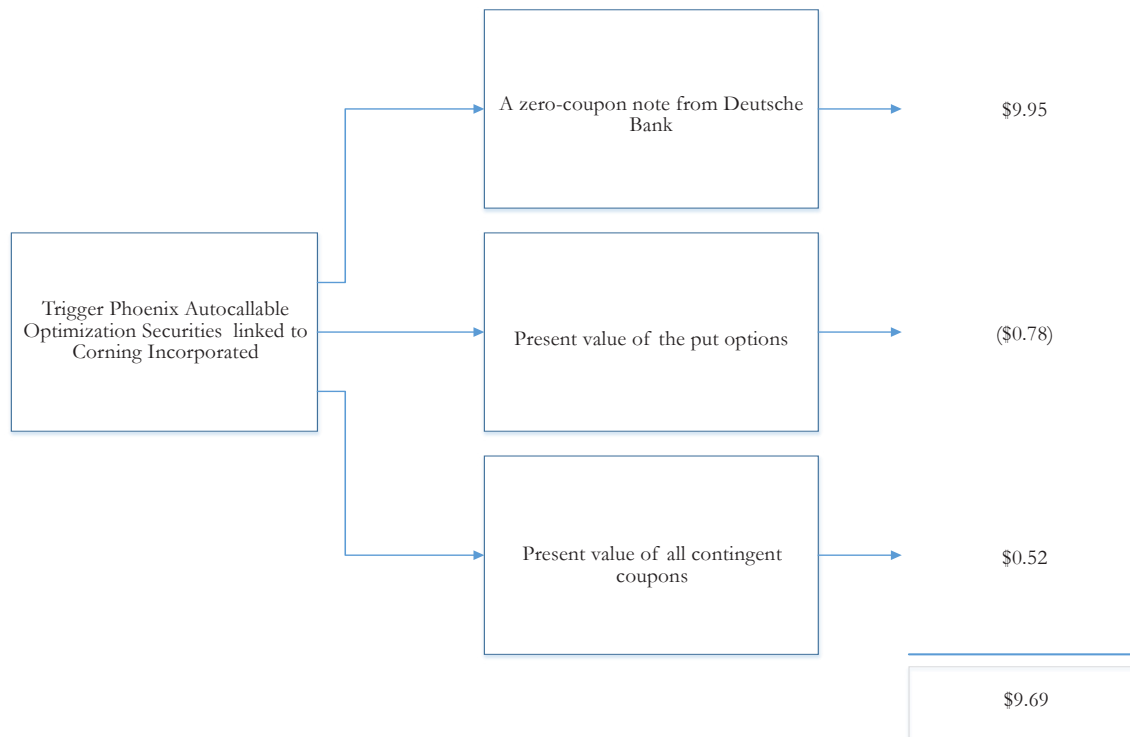 A zero-coupon note from Deutsche
Bank
$9.95
Trigger Phoenix Autocallable
Optimization Securities linked to
Corning Incorporated
Present value of the put options
($0.78)
Present value of all contingent
coupons
$0.52
$9.69